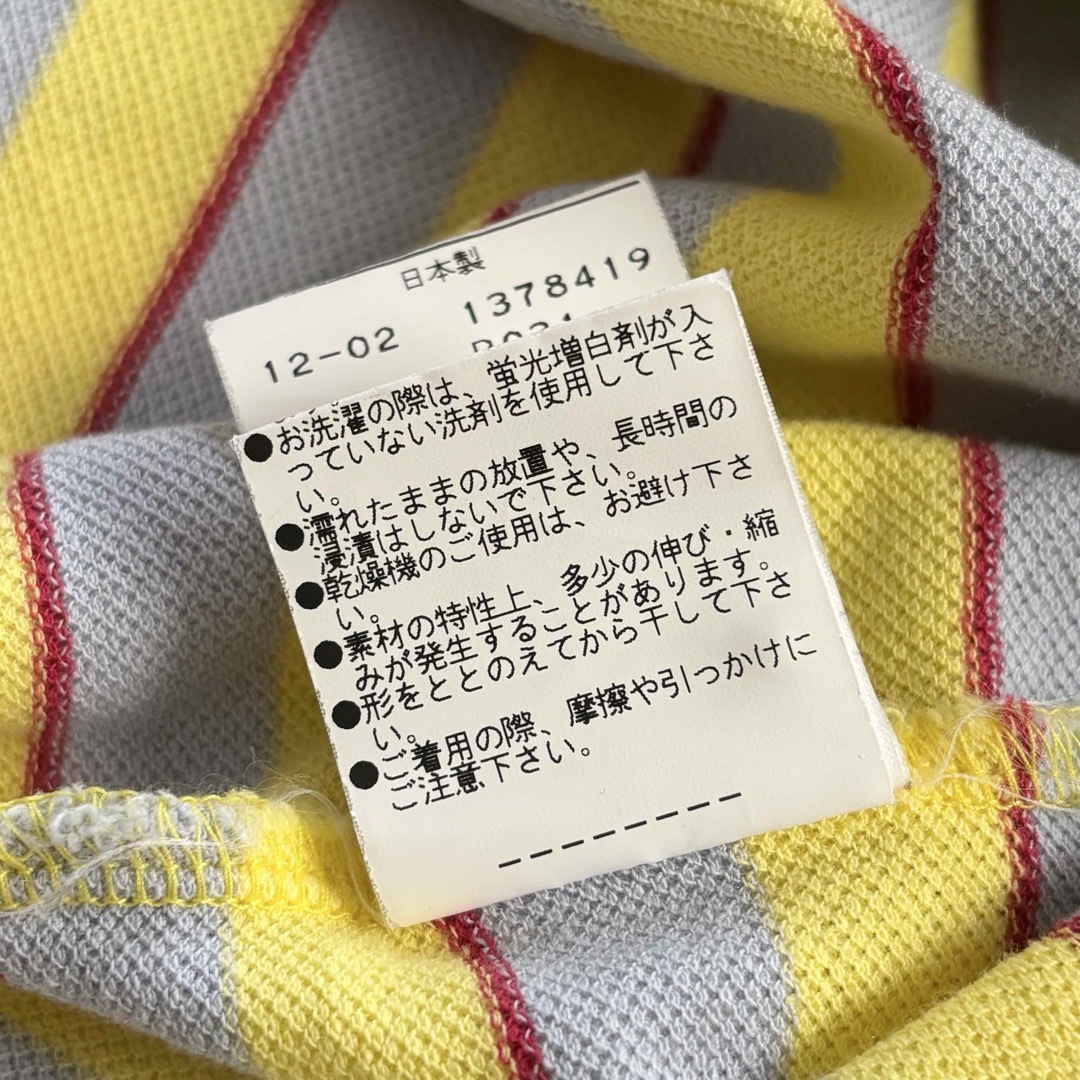 日本製
12-02 1378419
●お洗濯の際は、蛍光増白剤が入
っていない洗剤を使用して下さ
い。
●濡れたままの放置や、長時間の
浸漬はしないで下さい。
●乾燥機のご使用は、お避け下さ
い。
●素材の特性上、多少の伸び・縮
みが発生することがあります。
●形をととのえてから干して下さ
い。
●ご着用の際、摩擦や引っかけに
ご注意下さい。
-------